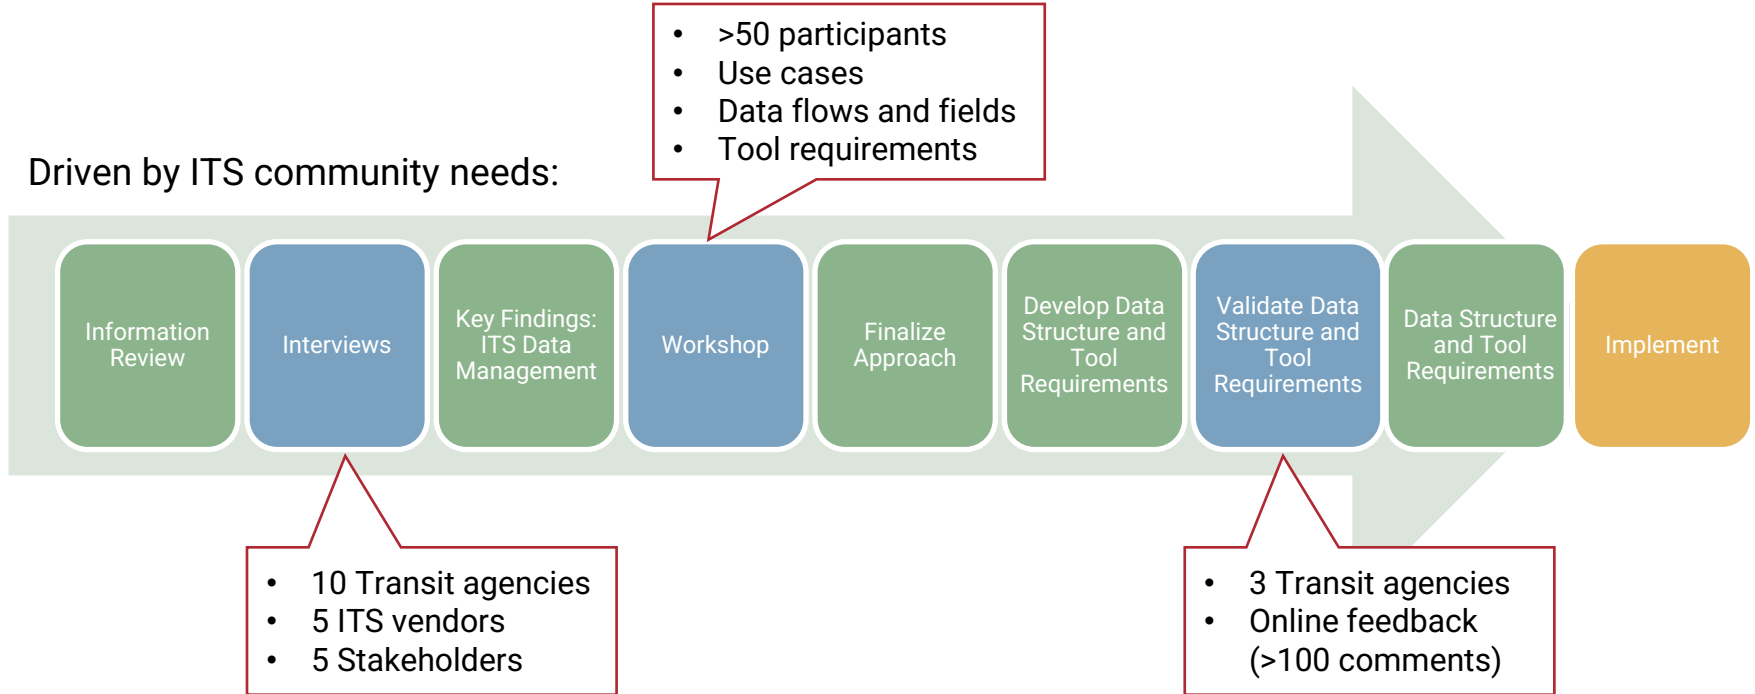 • >50 participants
• Use cases
• Data flows and fields
• Tool requirements
Driven by ITS community needs:
Information
Review
Interviews
Key Findings:
ITS Data
Management
Workshop
Finalize
Approach
Develop Data
Structure and
Tool
Requirements
Validate Data
Structure and
Tool
Requirements
Data Structure
and Tool
Requirements
Implement
• 10 Transit agencies
• 5 ITS vendors
• 5 Stakeholders
• 3 Transit agencies
• Online feedback
(>100 comments)